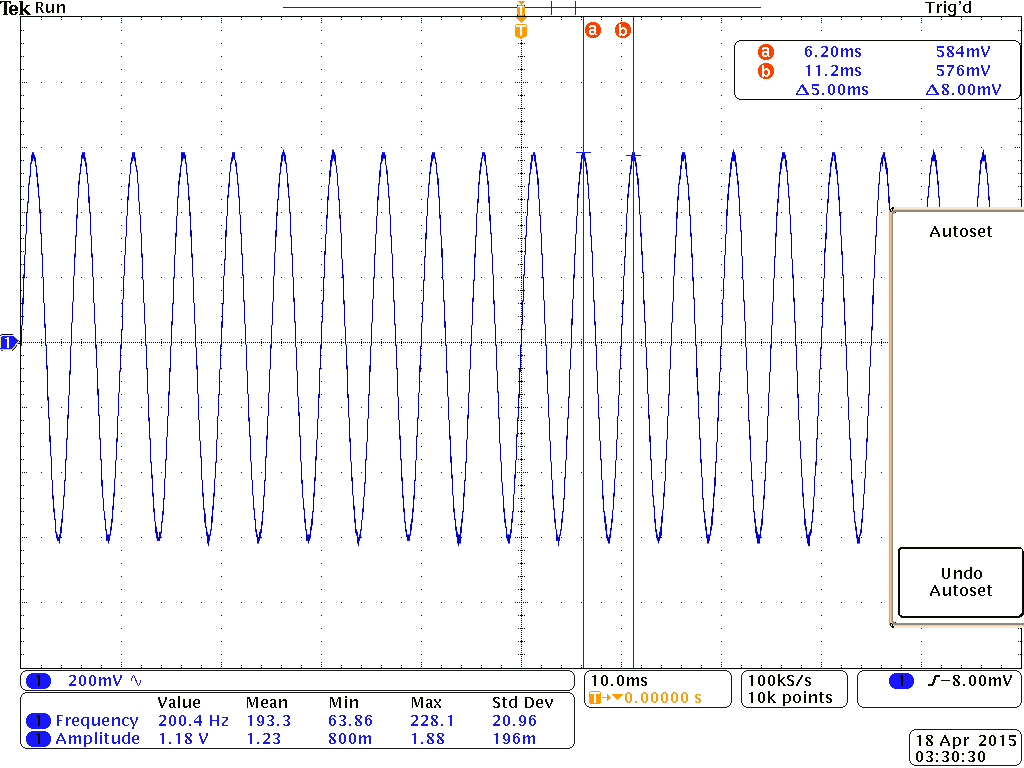 Tek Run Trig'd
T
T a b
a 6.20ms 584mV
b 11.2ms 576mV
Δ5.00ms Δ8.00mV
Autoset
1
Undo
Autoset
1 200mV ∿
10.0ms
T→▼0.00000 s
100kS/s
10k points
1 ∫−8.00mV
Value Mean Min Max Std Dev
1 Frequency 200.4 Hz 193.3 63.86 228.1 20.96
1 Amplitude 1.18 V 1.23 800m 1.88 196m
18 Apr 2015
03:30:30